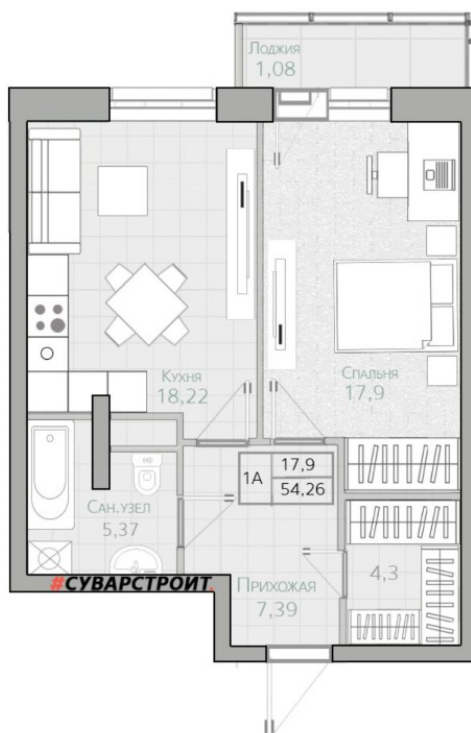 Лоджия
1,08
Кухня
18,22
Спальня
17,9
1А
17,9
54,26
Сан.узел
5,37
#СУВАРСТРОИТ.
Прихожая
7,39
4,3